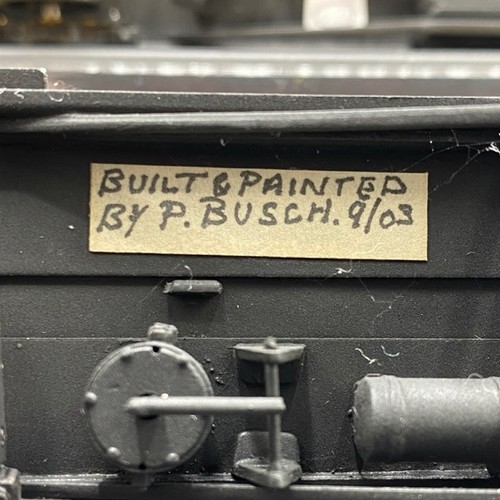 BUILT & PAINTED
BY P. BUSCH. 9/03